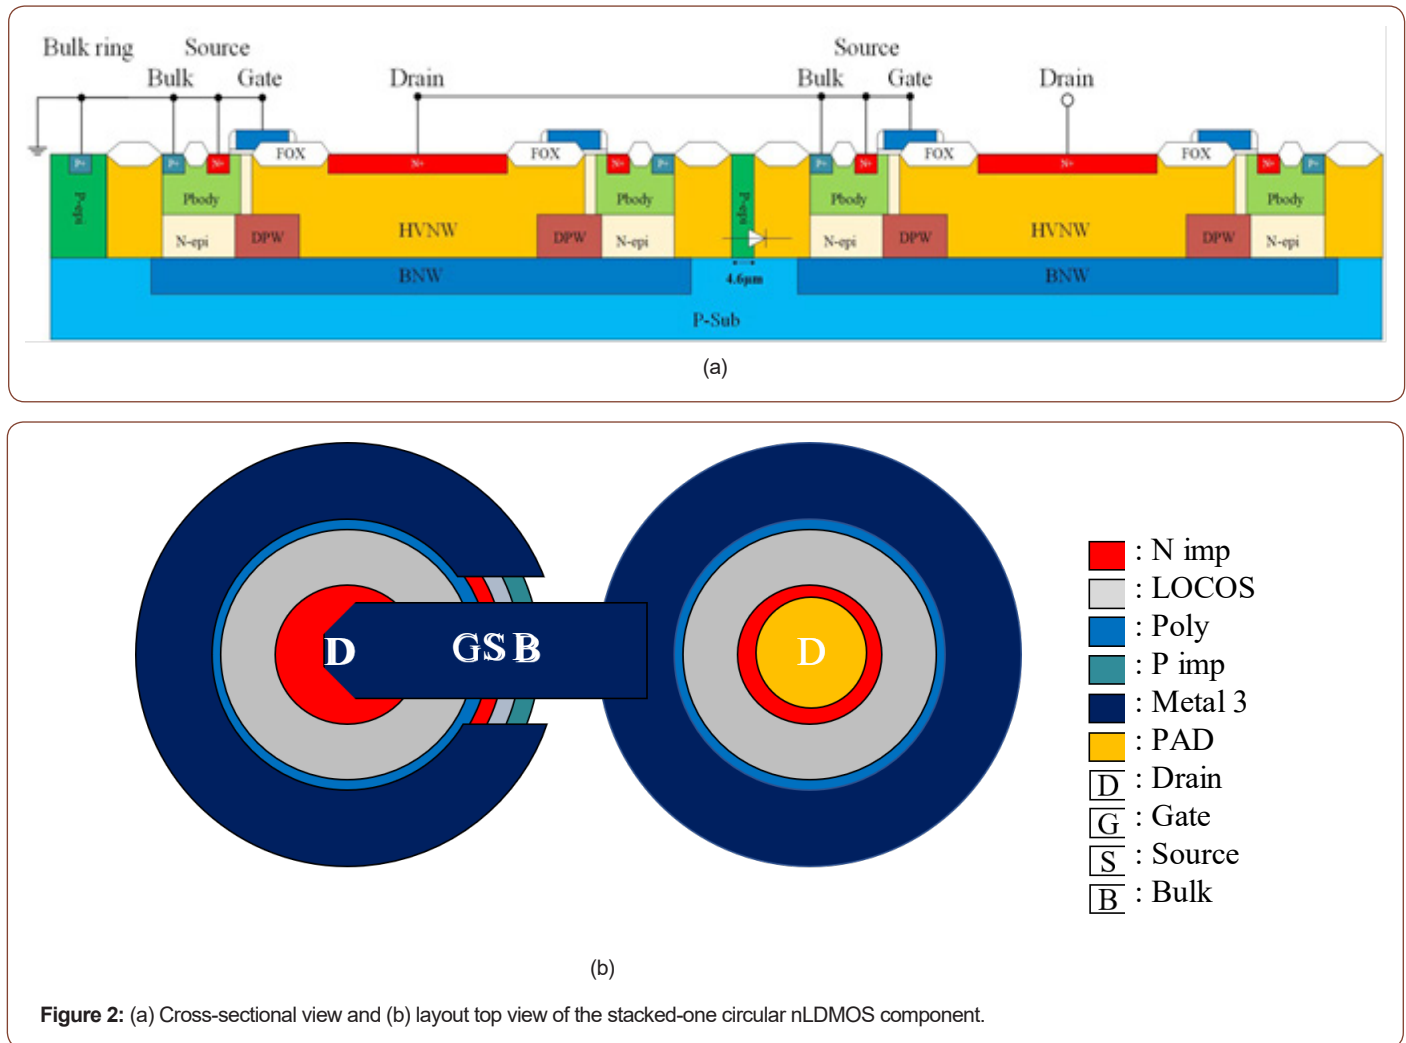 Bulk ring Source Source
Bulk Gate Drain Bulk Gate Drain
FOX FOX FOX FOX
P+ P+ N+ N+ N+ P+ P+ N+ N+ N+ P+
P-epi Pbody Pbody P-epi Pbody Pbody
N-epi DPW HVNW DPW N-epi N-epi DPW HVNW DPW N-epi
BNW 4.6μm BNW
P-Sub
(a)
D GS B D
: N imp
: LOCOS
: Poly
: P imp
: Metal 3
: PAD
D : Drain
G : Gate
S : Source
B : Bulk
(b)
Figure 2: (a) Cross-sectional view and (b) layout top view of the stacked-one circular nLDMOS component.